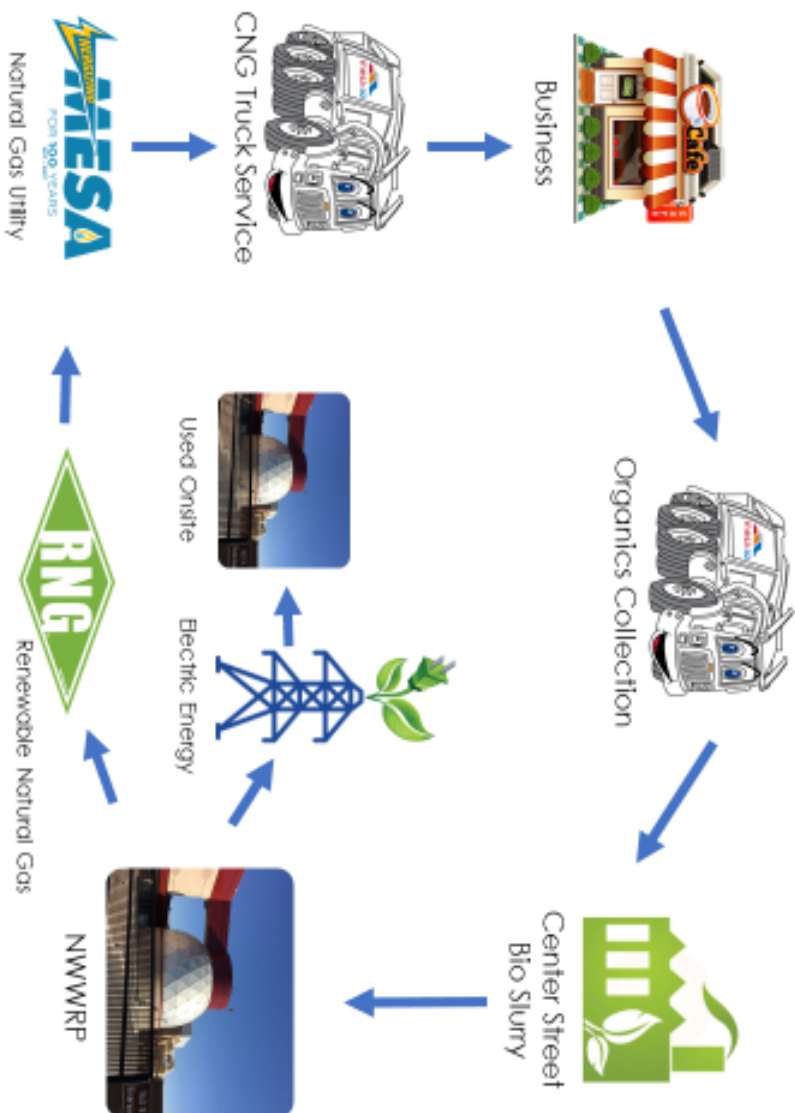 Cafe
Business
Organics Collection
CNG Truck Service
Center Street
Bio Slurry
Used Onsite
Electric Energy
ENERGIZING
MESA
FOR 100 YEARS
Natural Gas Utility
RNG
Renewable Natural Gas
NWWRP